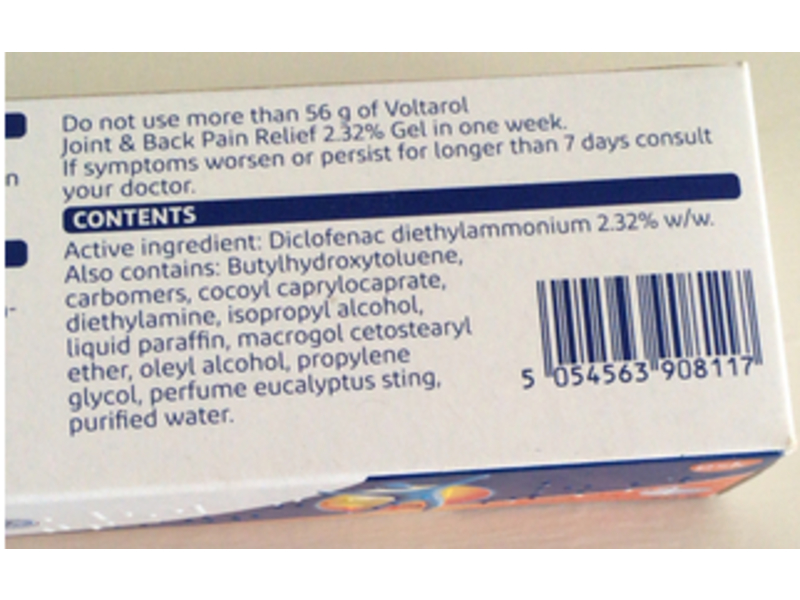 Do not use more than 56 g of Voltarol
Joint & Back Pain Relief 2.32% Gel in one week.
If symptoms worsen or persist for longer than 7 days consult
your doctor.
CONTENTS
Active ingredient: Diclofenac diethylammonium 2.32% w/w.
Also contains: Butylhydroxytoluene,
carbomers, cocoyl caprylocaprate,
diethylamine, isopropyl alcohol,
liquid paraffin, macrogol cetostearyl
ether, oleyl alcohol, propylene
glycol, perfume eucalyptus sting,
purified water.
5 054563 908117
n
-